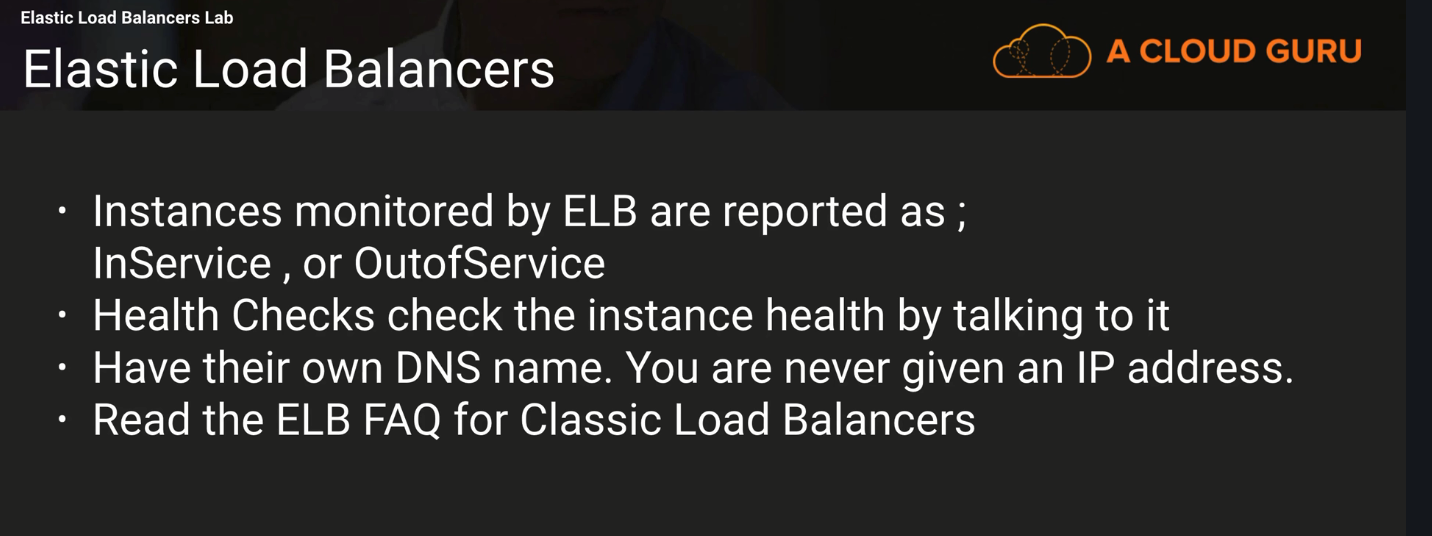 Elastic Load Balancers Lab
Elastic Load Balancers
A CLOUD GURU
• Instances monitored by ELB are reported as ;
InService , or OutofService
• Health Checks check the instance health by talking to it
• Have their own DNS name. You are never given an IP address.
• Read the ELB FAQ for Classic Load Balancers